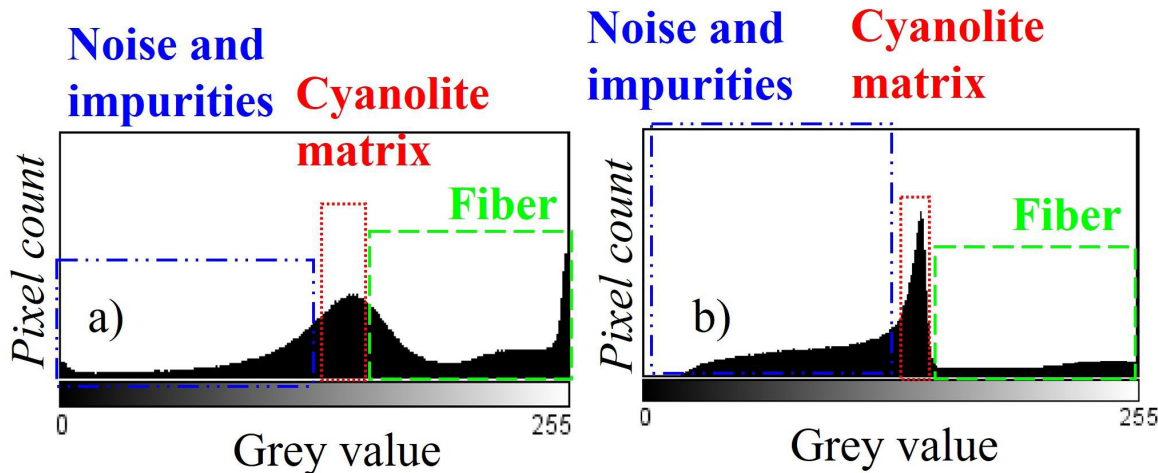 Noise and
impurities
Cyanolite
matrix
Fiber
Pixel count
a)
0
255
Grey value
Noise and
impurities
Cyanolite
matrix
Fiber
Pixel count
b)
0
255
Grey value